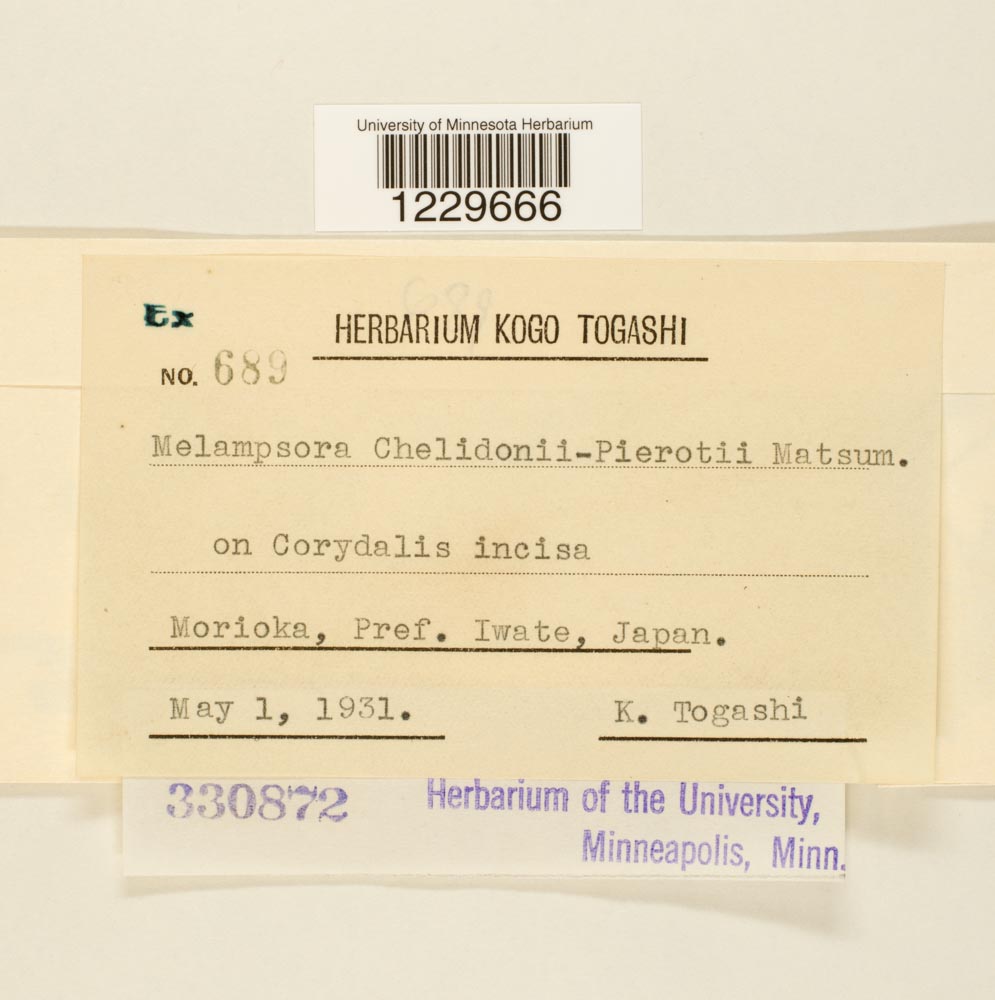 University of Minnesota Herbarium
1229666
Ex
HERBARIUM KOGO TOGASHI
NO. 689
Melampsora Chelidonii-Pierotii Matsum.
on Corydalis incisa
Morioka, Pref. Iwate, Japan.
May 1, 1931. K. Togashi
330872 Herbarium of the University,
Minneapolis, Minn.